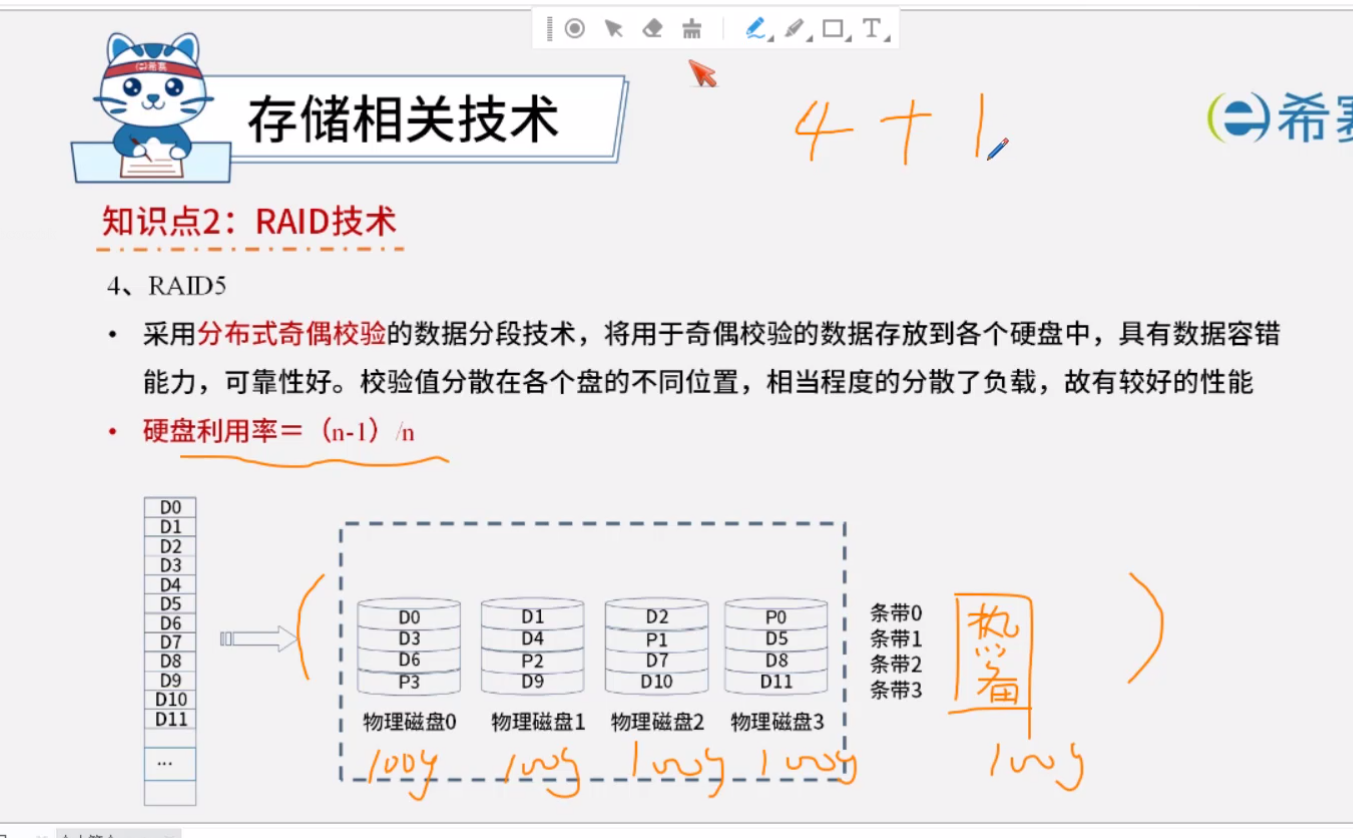 T
希赛
存储相关技术
4+1
希赛
知识点2：RAID技术
4、RAID5
• 采用分布式奇偶校验的数据分段技术，将用于奇偶校验的数据存放到各个硬盘中，具有数据容错
能力，可靠性好。校验值分散在各个盘的不同位置，相当程度的分散了负载，故有较好的性能
• 硬盘利用率＝（n-1）/n
D0
D1
D2
D3
D4
D5
D6
D7
D8
D9
D10
D11
...
D0 D1 D2 P0 条带0
D3 D4 P1 D5 条带1
D6 P2 D7 D8 条带2
P3 D9 D10 D11 条带3
热备
物理磁盘0 物理磁盘1 物理磁盘2 物理磁盘3
100g 100g 100g 100g 100g